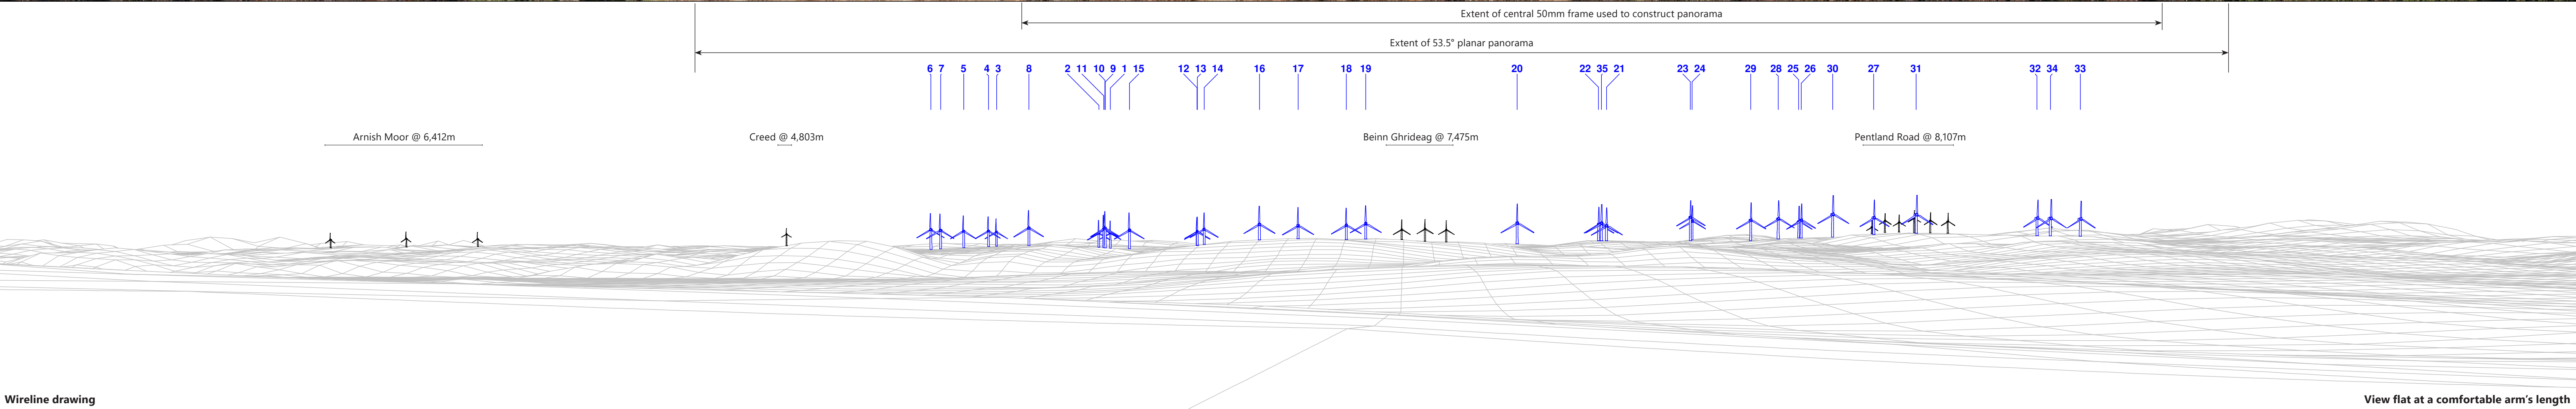 Extent of central 50mm frame used to construct panorama
Extent of 53.5° planar panorama
6 7 5 4 3 8 2 11 10 9 1 15 12 13 14 16 17 18 19 20 22 35 21 23 24 29 28 25 26 30 27 31 32 34 33
Arnish Moor @ 6,412m Creed @ 4,803m Beinn Ghrideag @ 7,475m Pentland Road @ 8,107m
Wireline drawing View flat at a comfortable arm's length